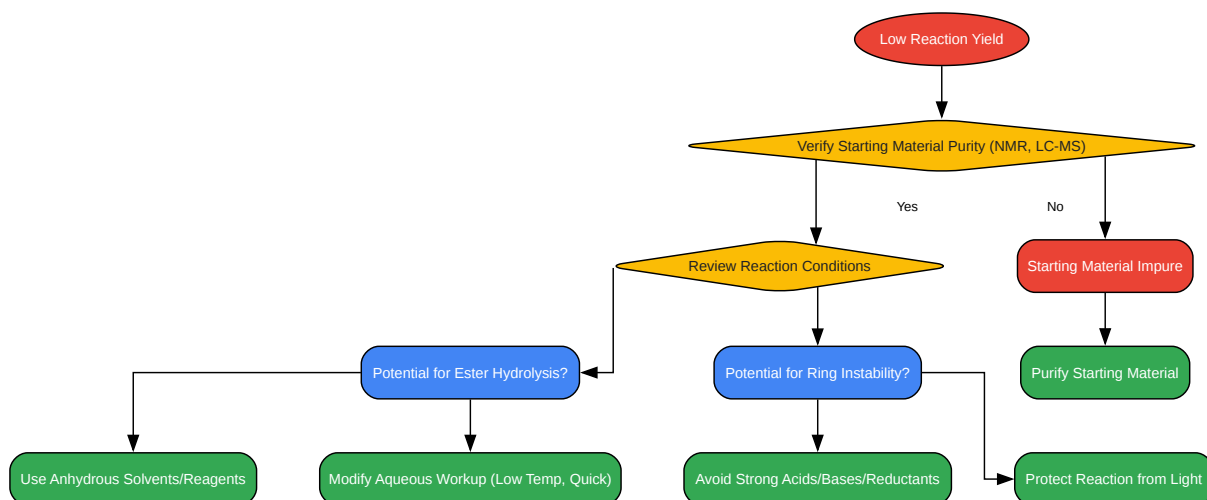 Low Reaction Yield
Verify Starting Material Purity (NMR, LC-MS)
Yes
No
Review Reaction Conditions
Starting Material Impure
Potential for Ester Hydrolysis?
Potential for Ring Instability?
Purify Starting Material
Use Anhydrous Solvents/Reagents
Modify Aqueous Workup (Low Temp, Quick)
Avoid Strong Acids/Bases/Reductants
Protect Reaction from Light